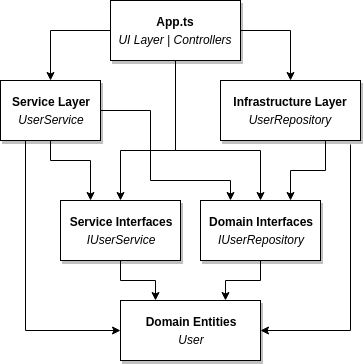 App.ts
UI Layer | Controllers
Service Layer
UserService
Infrastructure Layer
UserRepository
Service Interfaces
IUserService
Domain Interfaces
IUserRepository
Domain Entities
User